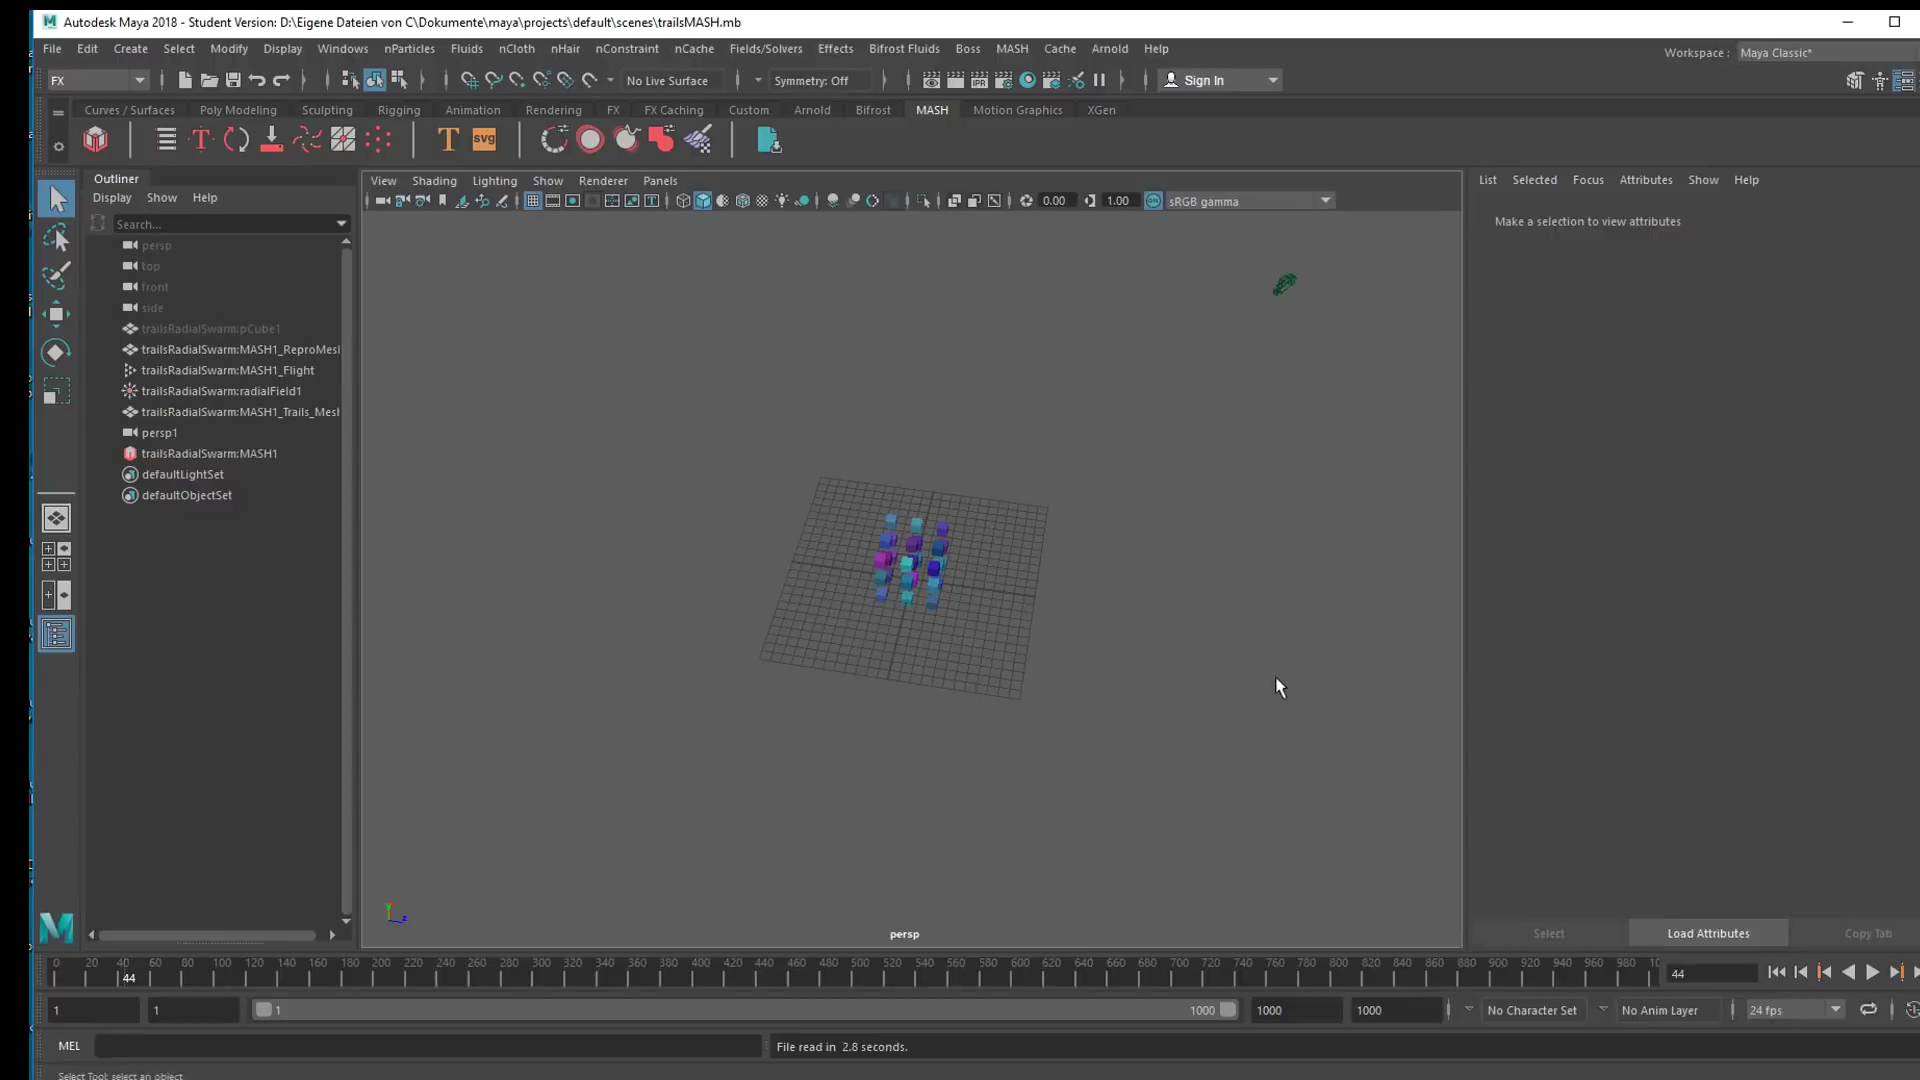 Autodesk Maya 2018 - Student Version: D:\Eigene Dateien von C\Dokumente\maya\projects\default\scenes\trailsMASH.mb
File Edit Create Select Modify Display Windows nParticles Fluids nCloth nHair nConstraint nCache Fields/Solvers Effects Bifrost Fluids Boss MASH Cache Arnold Help
Workspace : Maya Classic*
FX No Live Surface Symmetry: Off IPR Sign In
Curves / Surfaces Poly Modeling Sculpting Rigging Animation Rendering FX FX Caching Custom Arnold Bifrost MASH Motion Graphics XGen
T T SVG
Outliner
Display Show Help
Search...
persp
top
front
side
trailsRadialSwarm:pCube1
trailsRadialSwarm:MASH1_ReproMesh
trailsRadialSwarm:MASH1_Flight
trailsRadialSwarm:radialField1
trailsRadialSwarm:MASH1_Trails_Mesh
persp1
trailsRadialSwarm:MASH1
defaultLightSet
defaultObjectSet
View Shading Lighting Show Renderer Panels
0.00 1.00 ON sRGB gamma
y
z
persp
List Selected Focus Attributes Show Help
Make a selection to view attributes
Select Load Attributes Copy Tab
0 20 40 60 80 100 120 140 160 180 200 220 240 260 280 300 320 340 360 380 400 420 440 460 480 500 520 540 560 580 600 620 640 660 680 700 720 740 760 780 800 820 840 860 880 900 920 940 960 980 10
44
44
1 1 1 1000 1000 1000 No Character Set No Anim Layer 24 fps
MEL File read in 2.8 seconds.
Select Tool: select an object